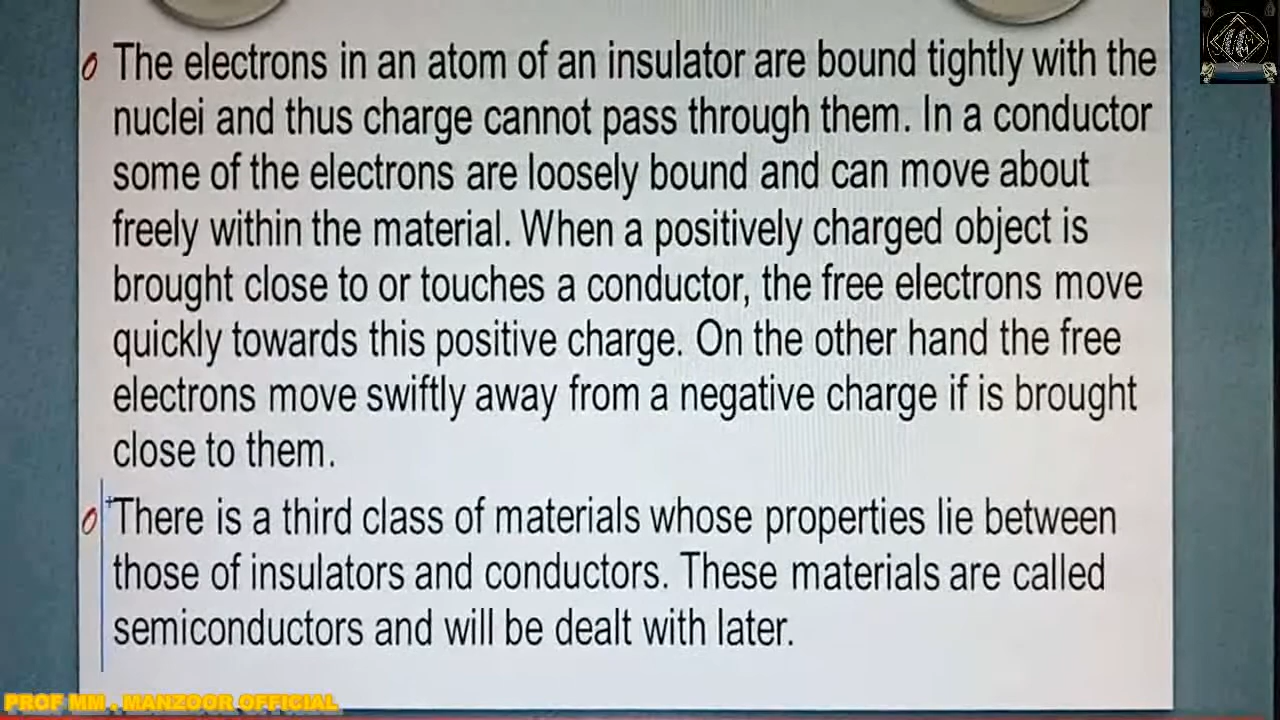 The electrons in an atom of an insulator are bound tightly with the
nuclei and thus charge cannot pass through them. In a conductor
some of the electrons are loosely bound and can move about
freely within the material. When a positively charged object is
brought close to or touches a conductor, the free electrons move
quickly towards this positive charge. On the other hand the free
electrons move swiftly away from a negative charge if is brought
close to them.
There is a third class of materials whose properties lie between
those of insulators and conductors. These materials are called
semiconductors and will be dealt with later.
PROF MM . MANZOOR OFFICIAL